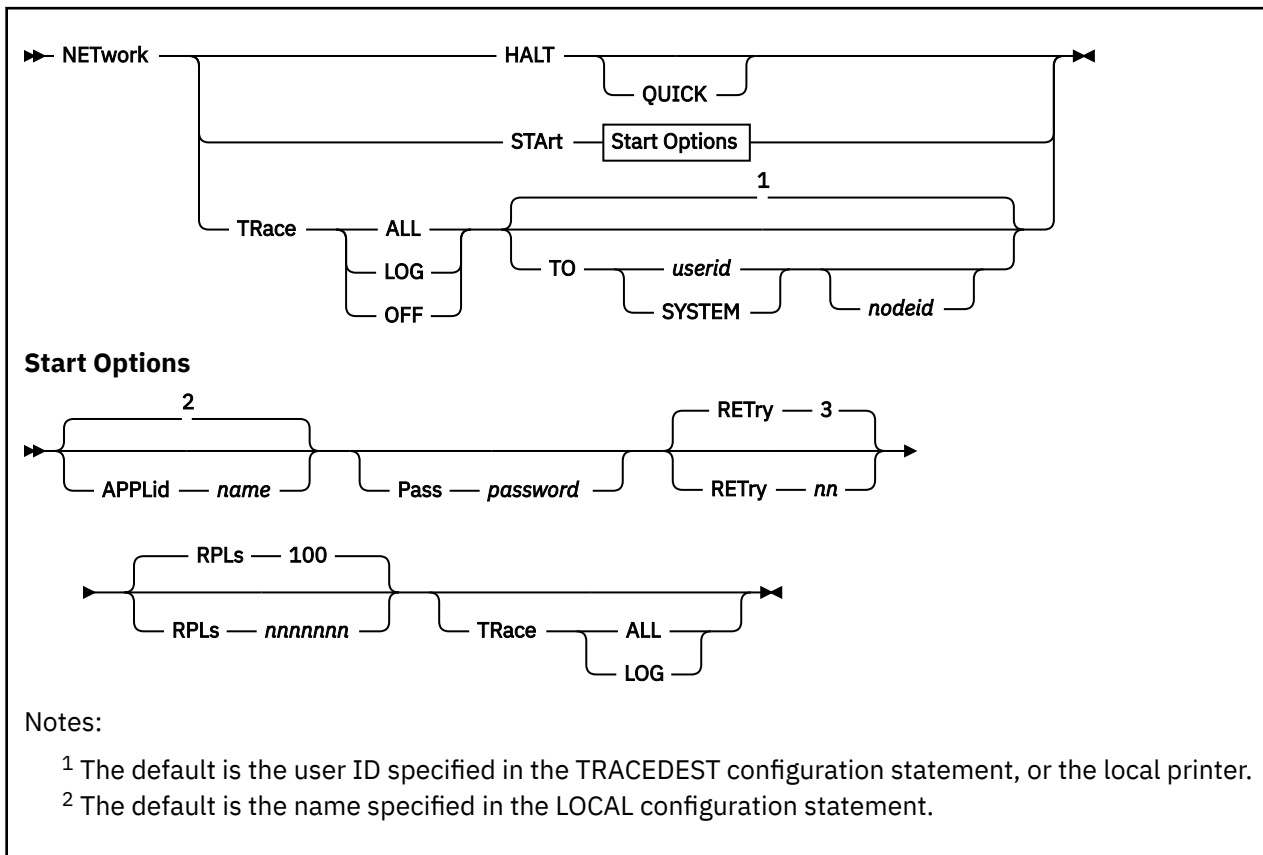 NETwork HALT
QUICK
STArt Start Options
1
TRace ALL
LOG
OFF
TO userid
SYSTEM
nodeid
Start Options
2
APPLid name
Pass password
RETry 3
RETry nn
RPLs 100
RPLs nnnnnnn
TRace ALL
LOG
Notes:
1 The default is the user ID specified in the TRACEDEST configuration statement, or the local printer.
2 The default is the name specified in the LOCAL configuration statement.